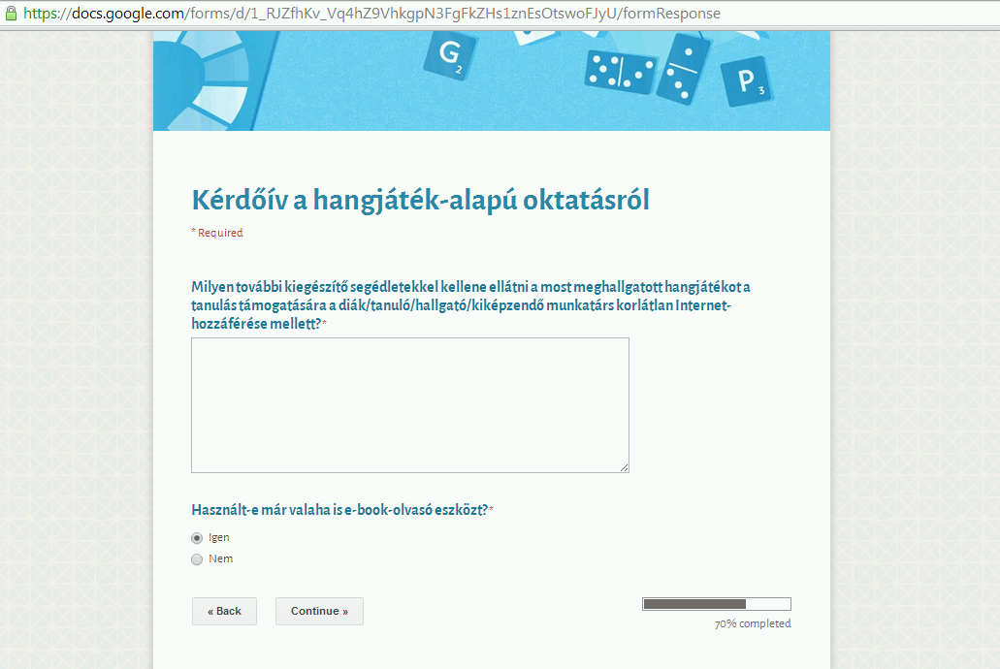 https://docs.google.com/forms/d/1_RJZfhKv_Vq4hZ9VhkgpN3FgFkZHs1znEsOtswoFJyU/formResponse
G
2
P
3
Kérdőív a hangjáték-alapú oktatásról
* Required
Milyen további kiegészítő segédletekkel kellene ellátni a most meghallgatott hangjátékot a
tanulás támogatására a diák/tanuló/hallgató/kiképzendő munkatárs korlátlan Internet-
hozzáférése mellett?*
Használt-e már valaha is e-book-olvasó eszközt?*
Igen
Nem
« Back
Continue »
70% completed